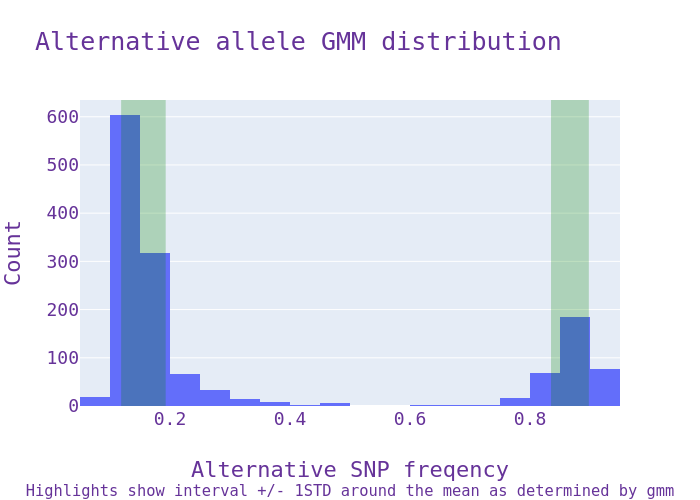 Alternative allele GMM distribution
600
500
400
300
200
100
0
Count
0.2 0.4 0.6 0.8
Alternative SNP freqency
Highlights show interval +/- 1STD around the mean as determined by gmm